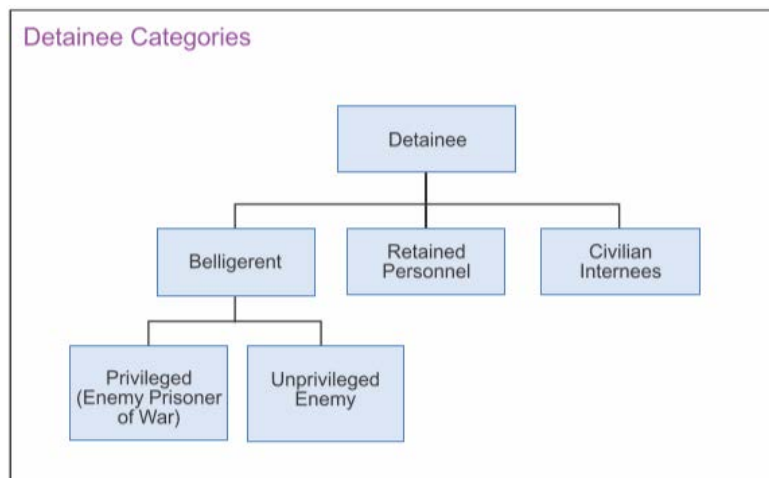 Detainee Categories
Detainee
Belligerent
Retained
Personnel
Civilian
Internees
Privileged
(Enemy Prisoner
of War)
Unprivileged
Enemy